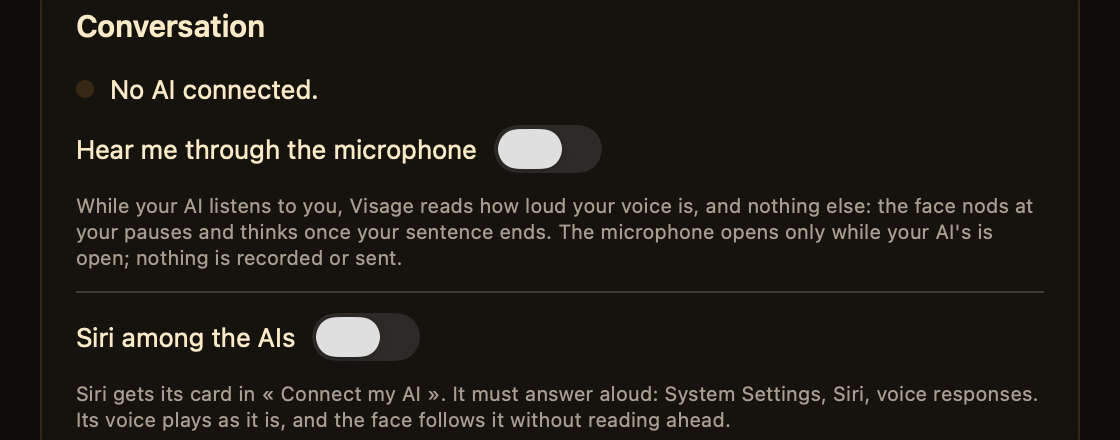 Conversation
No AI connected.
Hear me through the microphone
While your AI listens to you, Visage reads how loud your voice is, and nothing else: the face nods at
your pauses and thinks once your sentence ends. The microphone opens only while your AI's is
open; nothing is recorded or sent.
Siri among the AIs
Siri gets its card in « Connect my AI ». It must answer aloud: System Settings, Siri, voice responses.
Its voice plays as it is, and the face follows it without reading ahead.